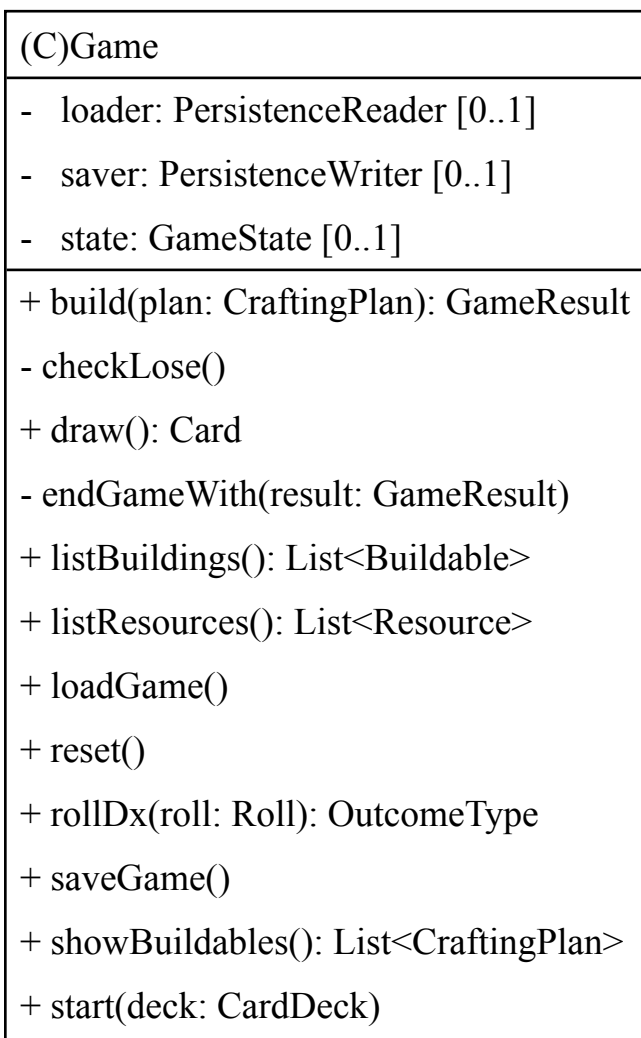 (C)Game
- loader: PersistenceReader [0..1]
- saver: PersistenceWriter [0..1]
- state: GameState [0..1]
+ build(plan: CraftingPlan): GameResult
- checkLose()
+ draw(): Card
- endGameWith(result: GameResult)
+ listBuildings(): List<Buildable>
+ listResources(): List<Resource>
+ loadGame()
+ reset()
+ rollDx(roll: Roll): OutcomeType
+ saveGame()
+ showBuildables(): List<CraftingPlan>
+ start(deck: CardDeck)